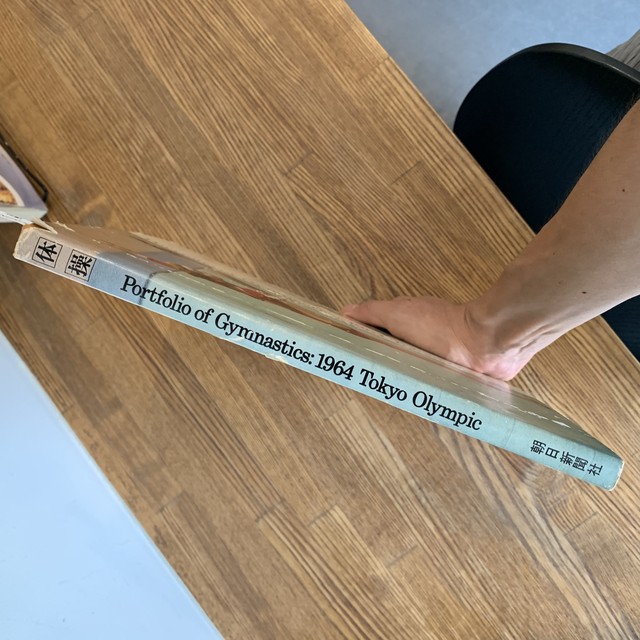 体操
Portfolio of Gymnastics: 1964 Tokyo Olympic
朝日新聞社